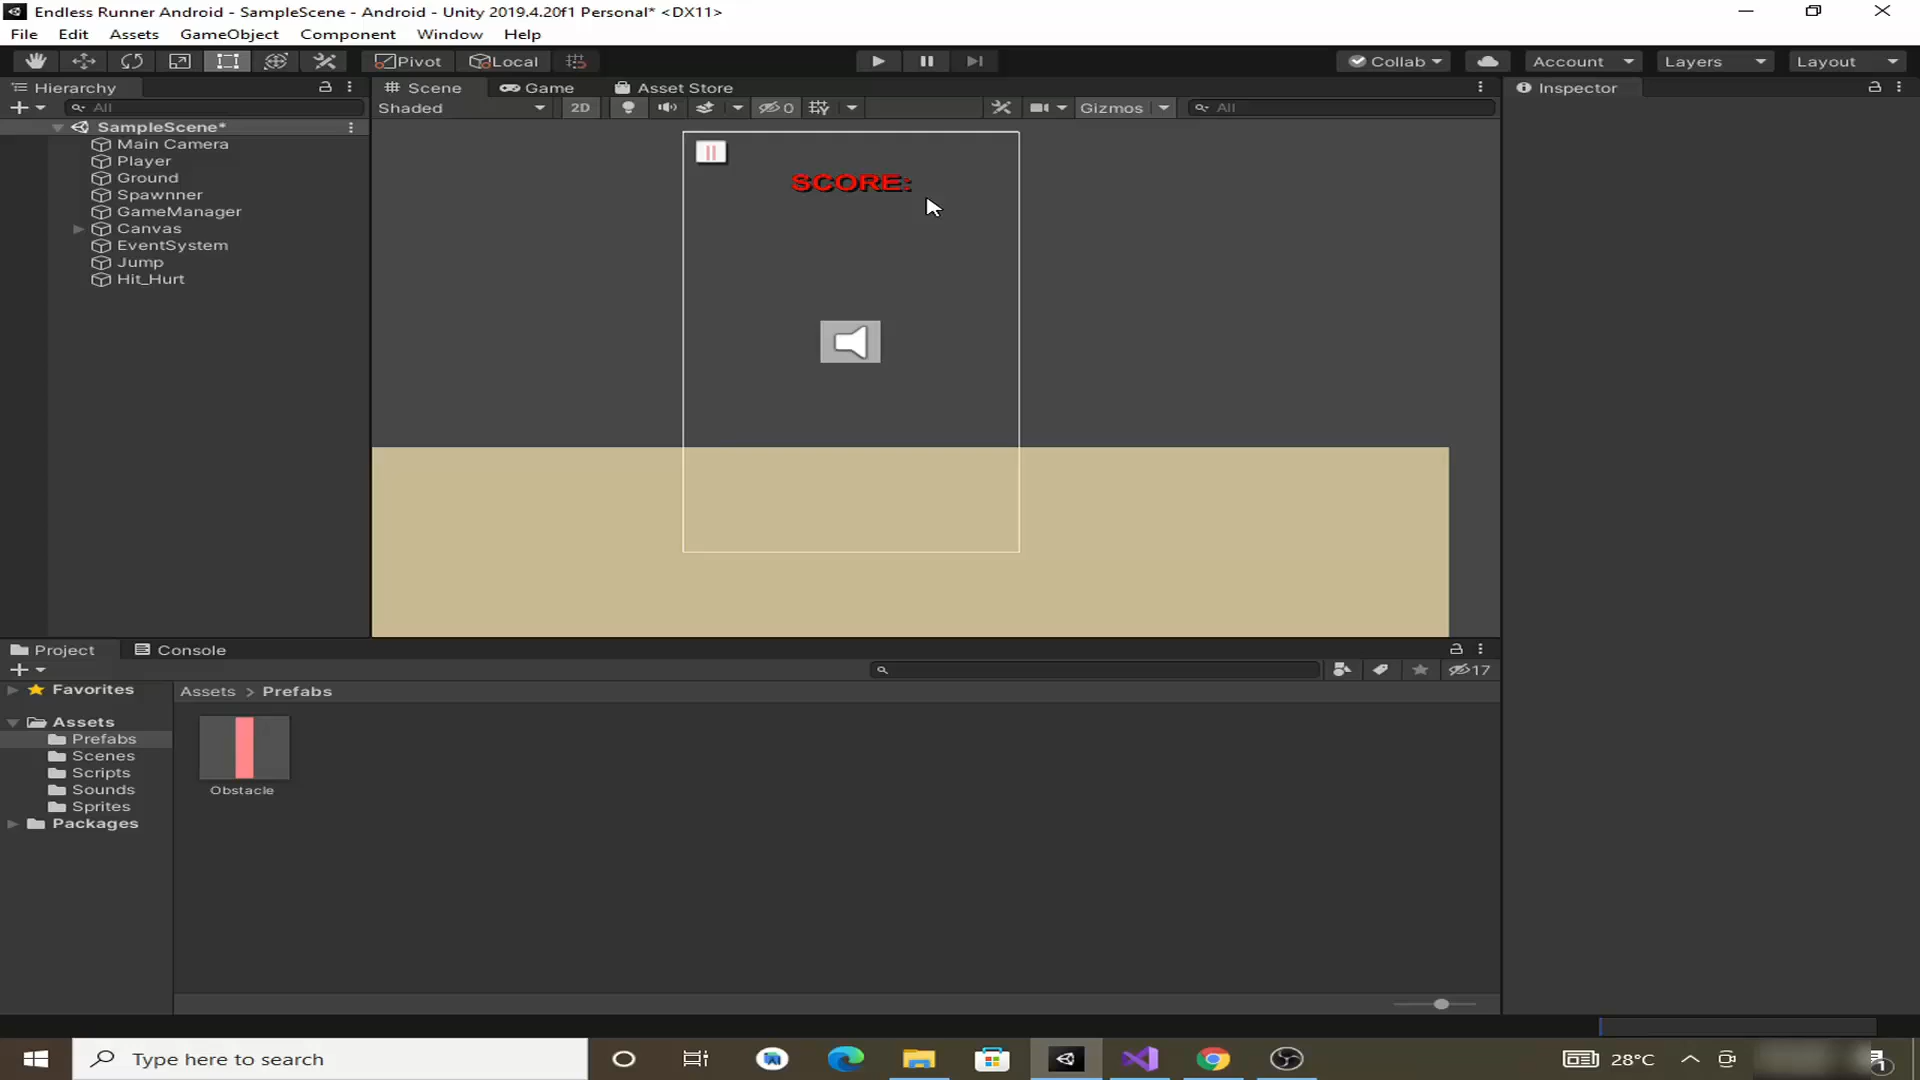 Endless Runner Android - SampleScene - Android - Unity 2019.4.20f1 Personal* <DX11>
File Edit Assets GameObject Component Window Help
Pivot Local Collab Account Layers Layout
Hierarchy
All
SampleScene*
Main Camera
Player
Ground
Spawnner
GameManager
Canvas
EventSystem
Jump
Hit_Hurt
Scene Game Asset Store
Shaded 2D 0 Gizmos All
SCORE:
Inspector
Project Console
17
Favorites
Assets
Prefabs
Scenes
Scripts
Sounds
Sprites
Packages
Assets > Prefabs
Obstacle
Type here to search
28°C
1